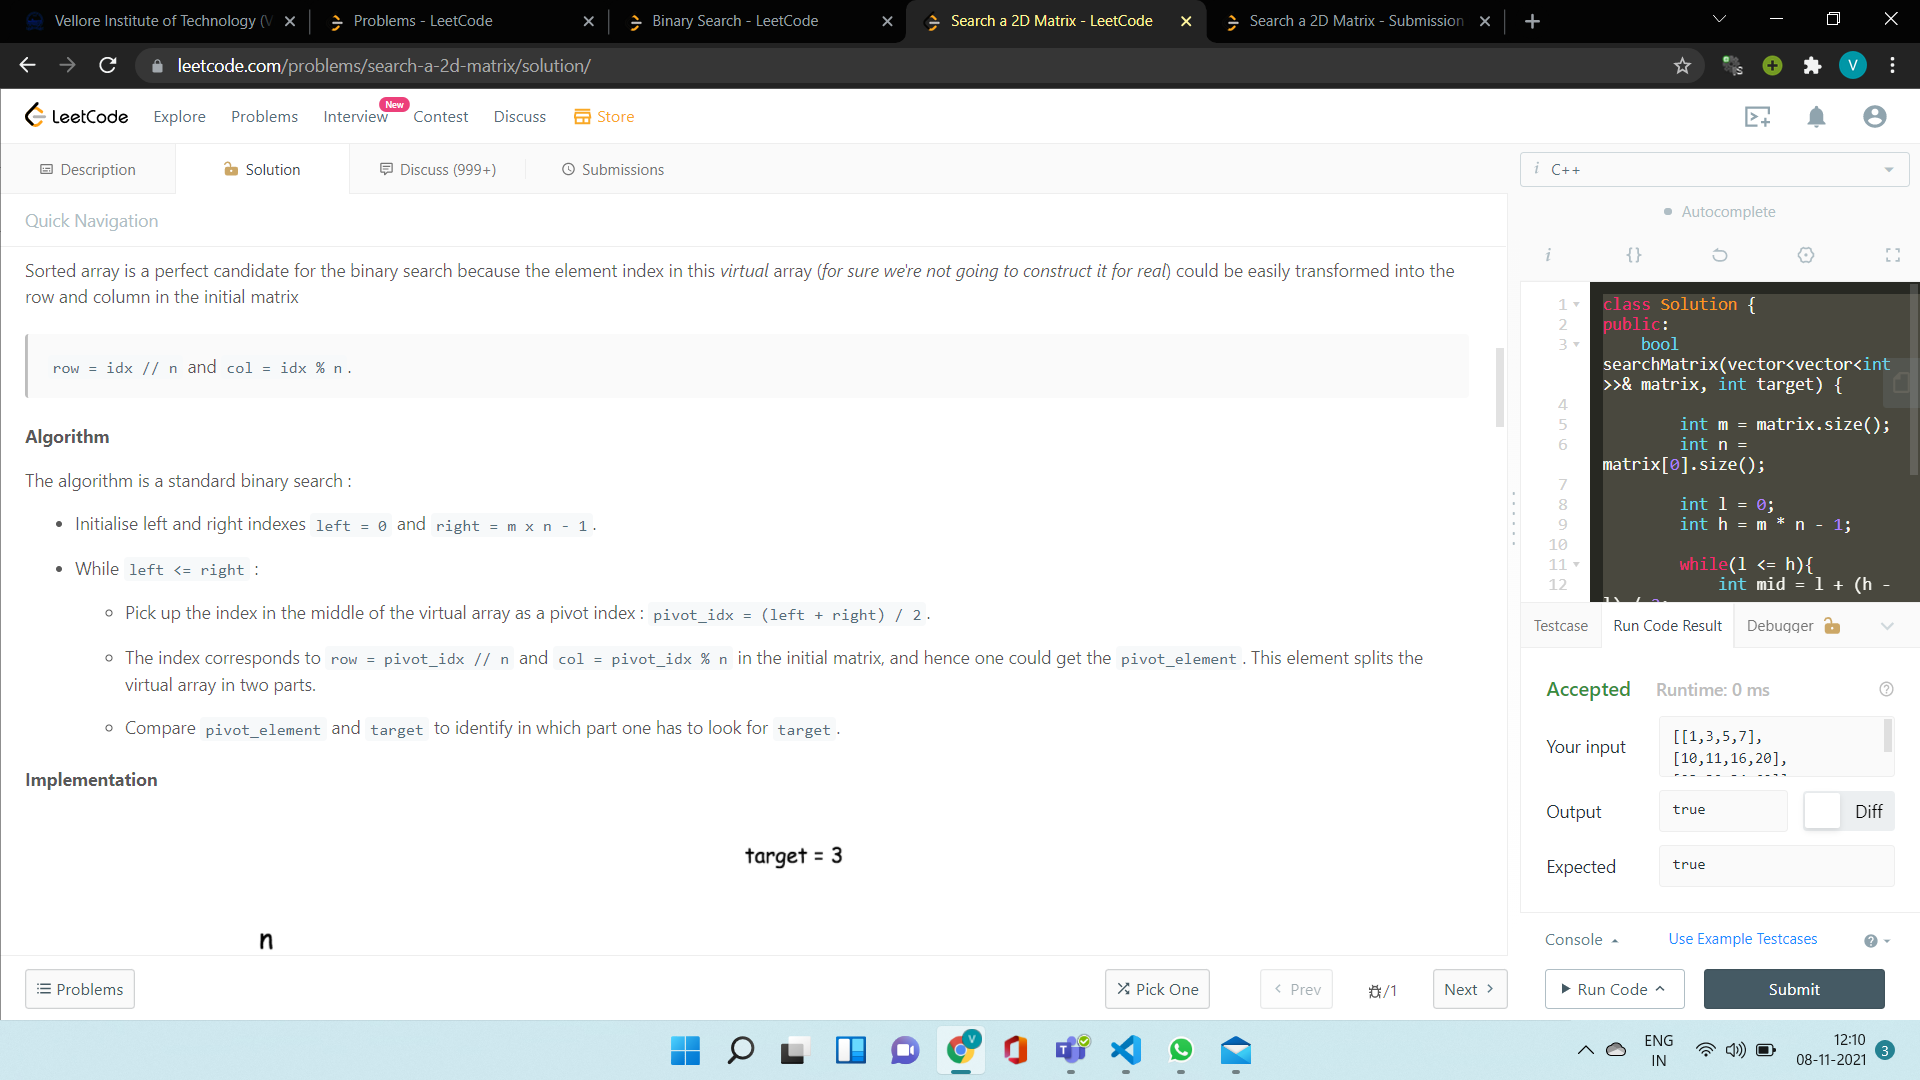 Vellore Institute of Technology (V
Problems - LeetCode
Binary Search - LeetCode
Search a 2D Matrix - LeetCode
Search a 2D Matrix - Submission
leetcode.com/problems/search-a-2d-matrix/solution/
V
LeetCode
Explore
Problems
Interview
New
Contest
Discuss
Store
Description
Solution
Discuss (999+)
Submissions
Quick Navigation
Sorted array is a perfect candidate for the binary search because the element index in this virtual array (for sure we're not going to construct it for real) could be easily transformed into the
row and column in the initial matrix
row = idx // n and col = idx % n.
Algorithm
The algorithm is a standard binary search :
• Initialise left and right indexes left = 0 and right = m x n - 1.
• While left <= right :
◦ Pick up the index in the middle of the virtual array as a pivot index : pivot_idx = (left + right) / 2.
◦ The index corresponds to row = pivot_idx // n and col = pivot_idx % n in the initial matrix, and hence one could get the pivot_element. This element splits the
virtual array in two parts.
◦ Compare pivot_element and target to identify in which part one has to look for target.
Implementation
target = 3
n
Problems
Pick One
Prev
/1
Next
i C++
Autocomplete
i {}
1 class Solution {
2 public:
3 bool
searchMatrix(vector<vector<int
>>& matrix, int target) {
4
5 int m = matrix.size();
6 int n =
matrix[0].size();
7
8 int l = 0;
9 int h = m * n - 1;
10
11 while(l <= h){
12 int mid = l + (h -
Testcase
Run Code Result
Debugger
Accepted
Runtime: 0 ms
Your input
[[1,3,5,7],
[10,11,16,20],
Output
true
Diff
Expected
true
Console
Use Example Testcases
Run Code
Submit
V
ENG
IN
12:10
08-11-2021
3